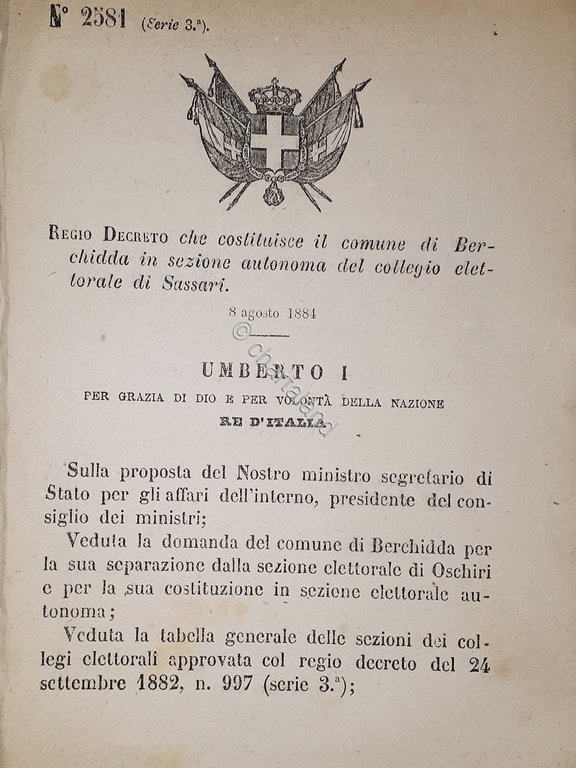 N° 2581 (Serie 3.ª).
REGIO DECRETO che costituisce il comune di Ber-
chidda in sezione autonoma del collegio elet-
torale di Sassari.
8 agosto 1884
UMBERTO I
PER GRAZIA DI DIO E PER VOLONTÀ DELLA NAZIONE
RE D'ITALIA
Sulla proposta del Nostro ministro segretario di
Stato per gli affari dell'interno, presidente del con-
siglio dei ministri;
Veduta la domanda del comune di Berchidda per
la sua separazione dalla sezione elettorale di Oschiri
e per la sua costituzione in sezione elettorale au-
tonoma;
Veduta la tabella generale delle sezioni dei col-
legi elettorali approvata col regio decreto del 24
settembre 1882, n. 997 (serie 3.ª);
© chartaland